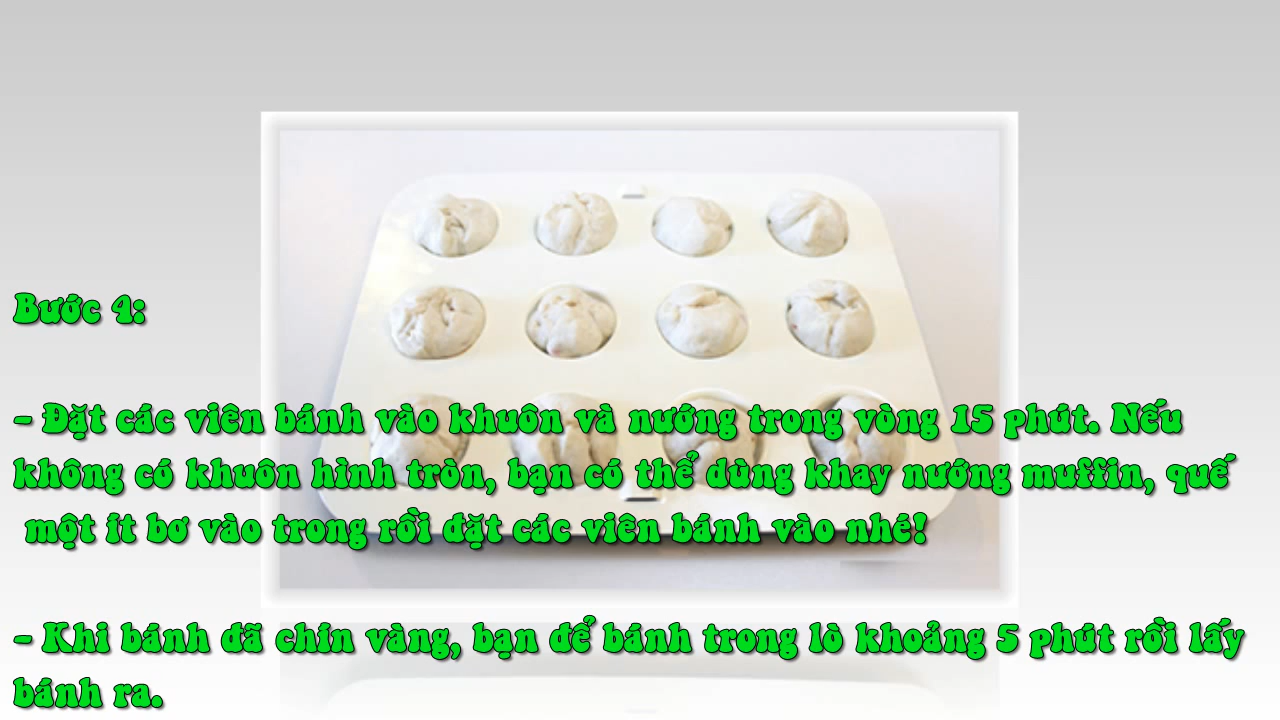 Bước 4:
- Đặt các viên bánh vào khuôn và nướng trong vòng 15 phút. Nếu
không có khuôn hình tròn, bạn có thể dùng khay nướng muffin, quế
một ít bơ vào trong rồi đặt các viên bánh vào nhé!
- Khi bánh đã chín vàng, bạn để bánh trong lò khoảng 5 phút rồi lấy
bánh ra.